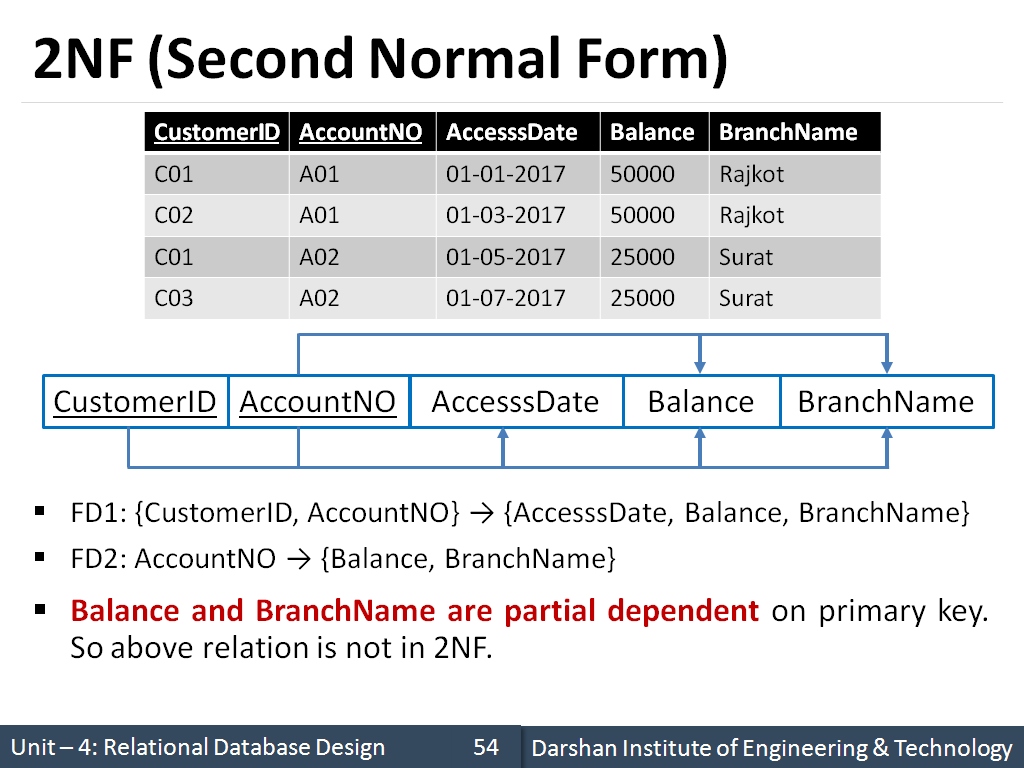 2NF (Second Normal Form)
CustomerID AccountNO AccesssDate Balance BranchName
C01 A01 01-01-2017 50000 Rajkot
C02 A01 01-03-2017 50000 Rajkot
C01 A02 01-05-2017 25000 Surat
C03 A02 01-07-2017 25000 Surat
CustomerID AccountNO AccesssDate Balance BranchName
▪ FD1: {CustomerID, AccountNO} → {AccesssDate, Balance, BranchName}
▪ FD2: AccountNO → {Balance, BranchName}
▪ Balance and BranchName are partial dependent on primary key.
So above relation is not in 2NF.
Unit – 4: Relational Database Design 54 Darshan Institute of Engineering & Technology